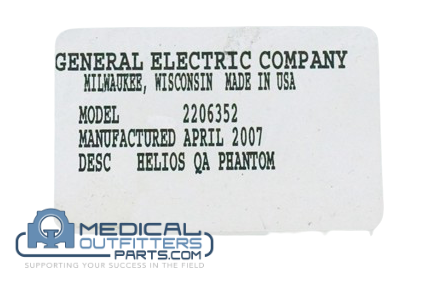 GENERAL ELECTRIC COMPANY
MILWAUKEE, WISCONSIN MADE IN USA
MODEL 2206352
MANUFACTURED APRIL 2007
DESC HELIOS QA PHANTOM
MEDICAL
OUTFITTERS
PARTS.COM
SUPPORTING YOUR SUCCESS IN THE FIELD